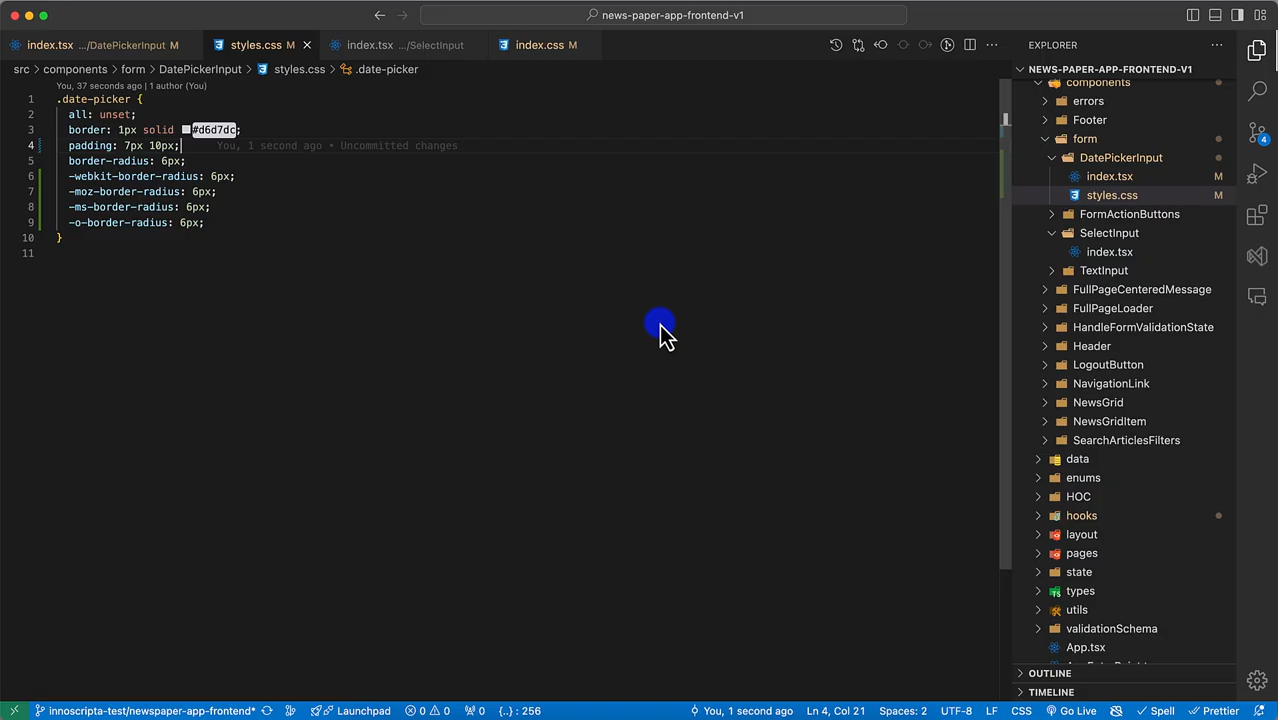 news-paper-app-frontend-v1
index.tsx .../DatePickerInput M
styles.css M
index.tsx .../SelectInput
index.css M
src > components > form > DatePickerInput > styles.css > .date-picker
You, 37 seconds ago | 1 author (You)
1 .date-picker {
2 all: unset;
3 border: 1px solid #d6d7dc;
4 padding: 7px 10px; You, 1 second ago • Uncommitted changes
5 border-radius: 6px;
6 -webkit-border-radius: 6px;
7 -moz-border-radius: 6px;
8 -ms-border-radius: 6px;
9 -o-border-radius: 6px;
10 }
11
EXPLORER
NEWS-PAPER-APP-FRONTEND-V1
components
errors
Footer
form
DatePickerInput
index.tsx M
styles.css M
FormActionButtons
SelectInput
index.tsx
TextInput
FullPageCenteredMessage
FullPageLoader
HandleFormValidationState
Header
LogoutButton
NavigationLink
NewsGrid
NewsGridItem
SearchArticlesFilters
data
enums
HOC
hooks
layout
pages
state
types
utils
validationSchema
App.tsx
OUTLINE
TIMELINE
4
innoscripta-test/newspaper-app-frontend* Launchpad 0 0 0 {..} : 256 You, 1 second ago Ln 4, Col 21 Spaces: 2 UTF-8 LF CSS Go Live Spell Prettier